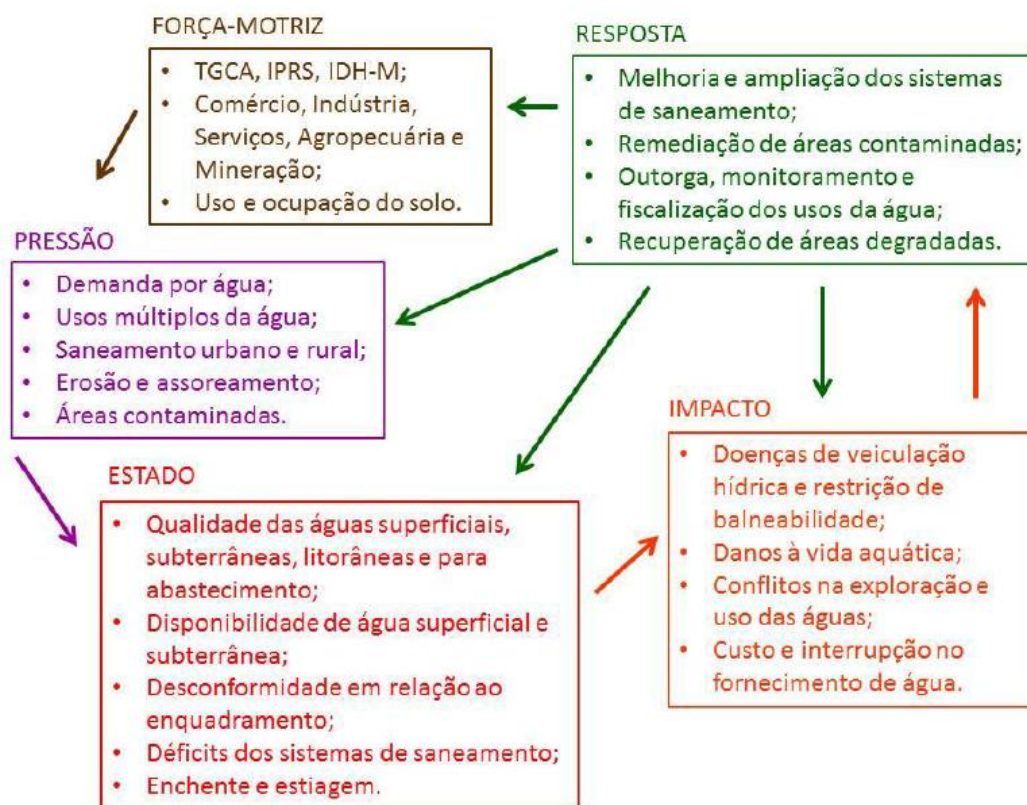 FORÇA-MOTRIZ
• TGCA, IPRS, IDH-M;
• Comércio, Indústria,
Serviços, Agropecuária e
Mineração;
• Uso e ocupação do solo.
RESPOSTA
• Melhoria e ampliação dos sistemas
de saneamento;
• Remediação de áreas contaminadas;
• Outorga, monitoramento e
fiscalização dos usos da água;
• Recuperação de áreas degradadas.
PRESSÃO
• Demanda por água;
• Usos múltiplos da água;
• Saneamento urbano e rural;
• Erosão e assoreamento;
• Áreas contaminadas.
ESTADO
• Qualidade das águas superficiais,
subterrâneas, litorâneas e para
abastecimento;
• Disponibilidade de água superficial e
subterrânea;
• Desconformidade em relação ao
enquadramento;
• Déficits dos sistemas de saneamento;
• Enchente e estiagem.
IMPACTO
• Doenças de veiculação
hídrica e restrição de
balneabilidade;
• Danos à vida aquática;
• Conflitos na exploração e
uso das águas;
• Custo e interrupção no
fornecimento de água.